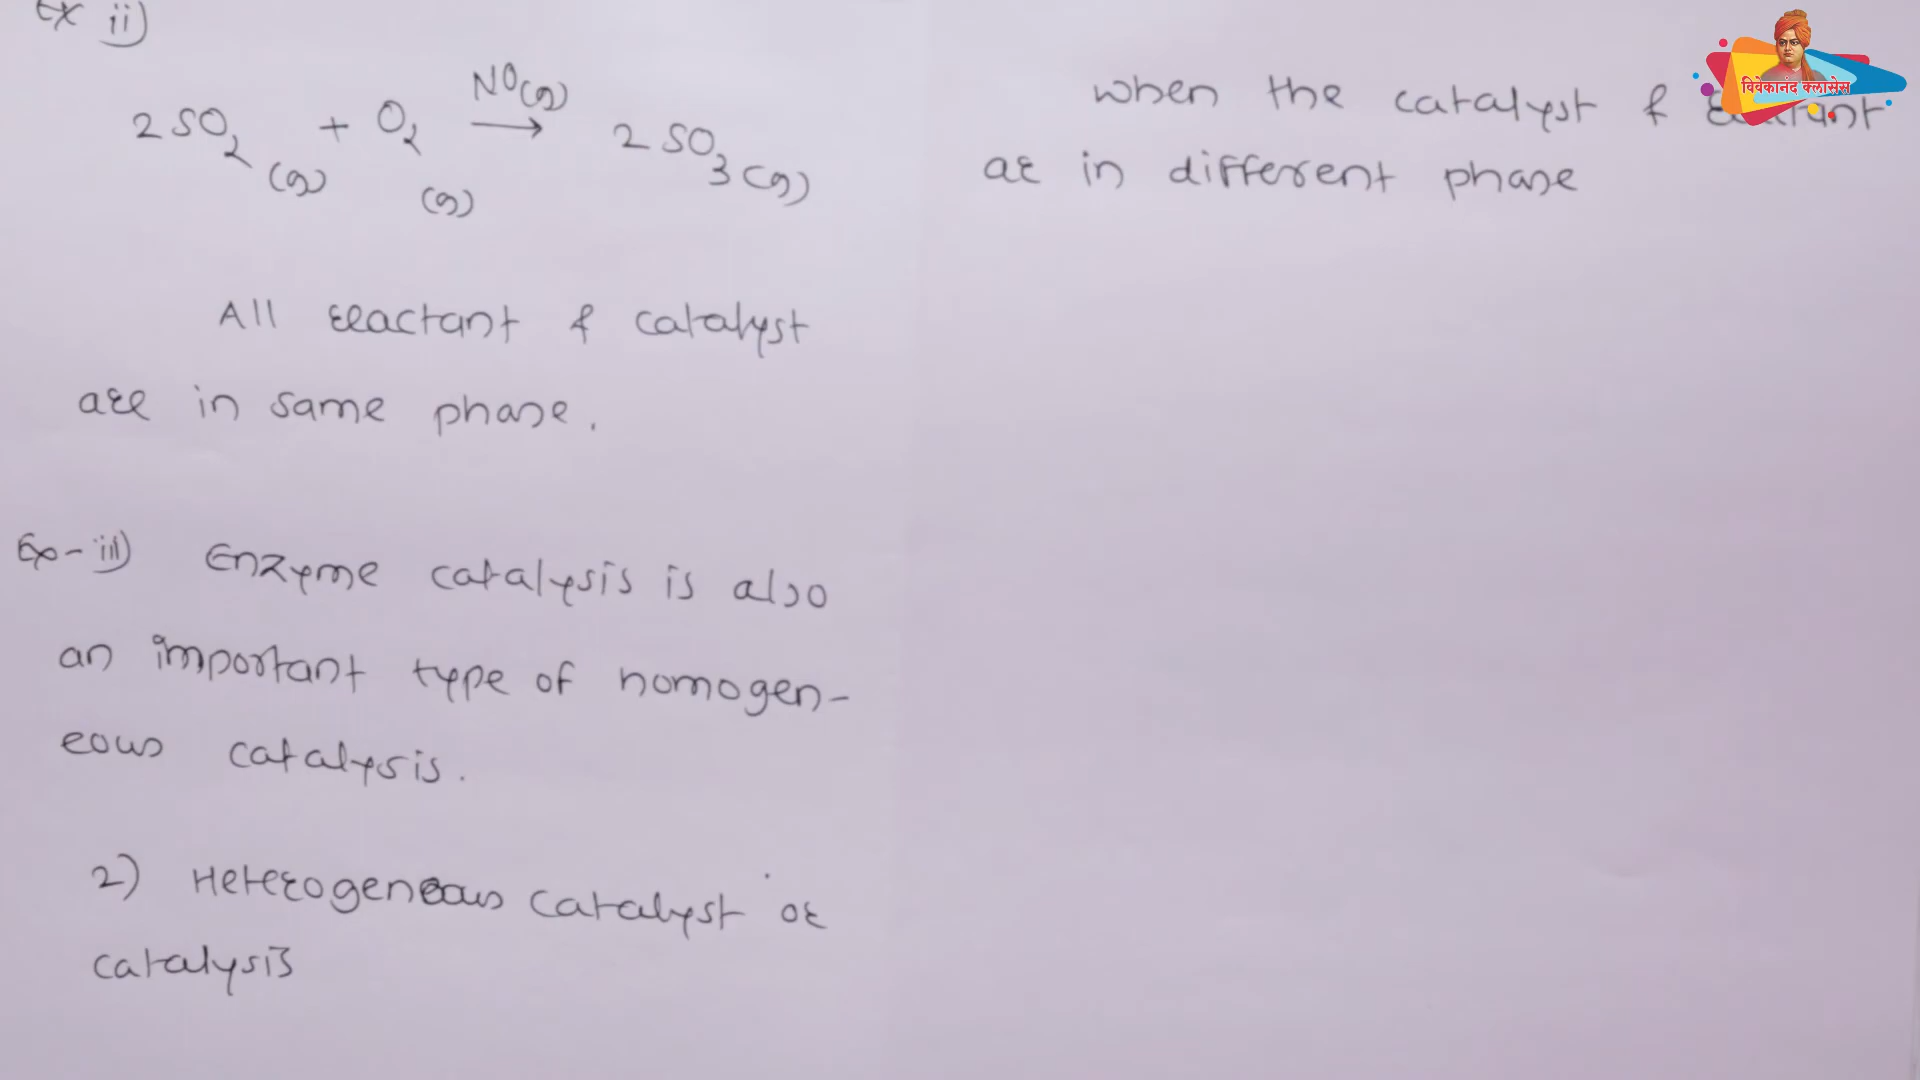 Ex ii)
2SO₂(g) + O₂(g) NO(g)⟶ 2SO₃(g)
All reactant & catalyst
are in same phase.
Ex-iii) Enzyme catalysis is also
an important type of homogen-
eous catalysis.
2) Heterogeneous catalyst or
catalysis
when the catalyst & reactant
ar in different phase
विवेकानंद क्लासेस